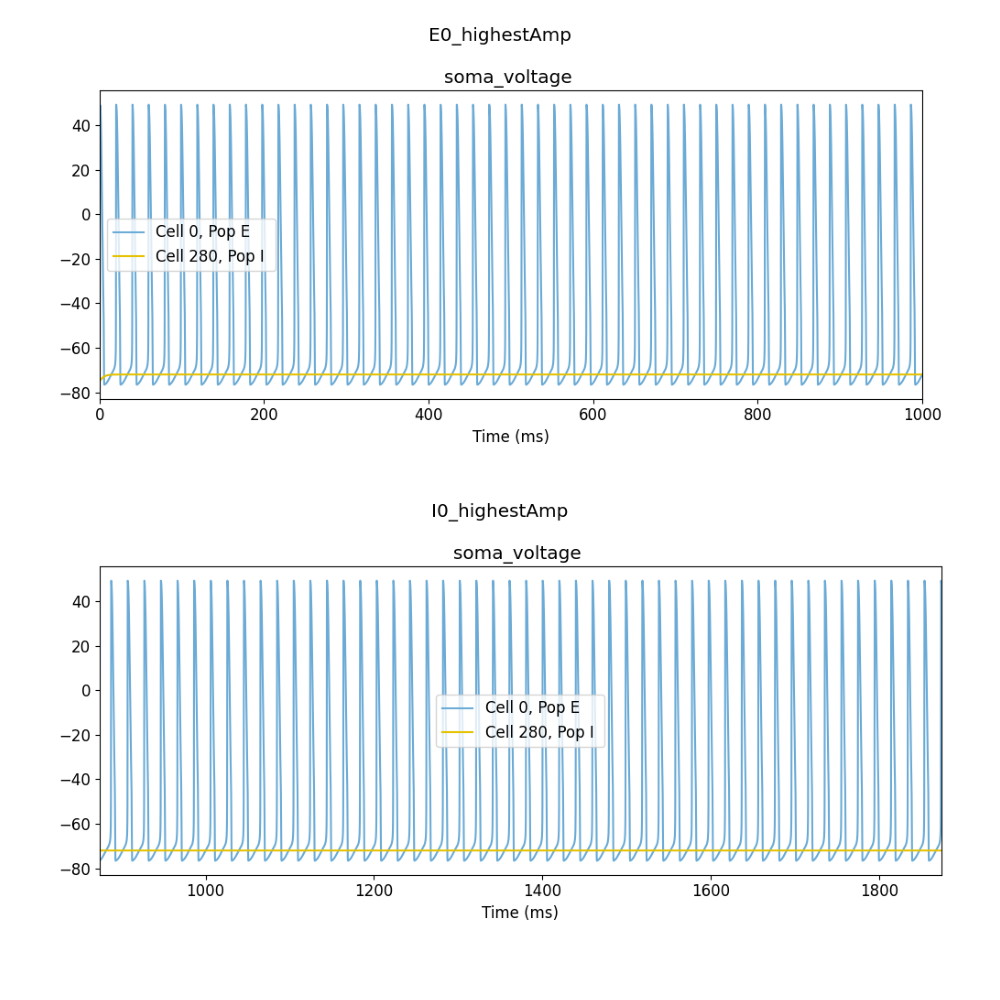 E0_highestAmp
soma_voltage
40
20
0
−20
−40
−60
−80
Cell 0, Pop E
Cell 280, Pop I
0 200 400 600 800 1000
Time (ms)
I0_highestAmp
soma_voltage
40
20
0
−20
−40
−60
−80
Cell 0, Pop E
Cell 280, Pop I
1000 1200 1400 1600 1800
Time (ms)